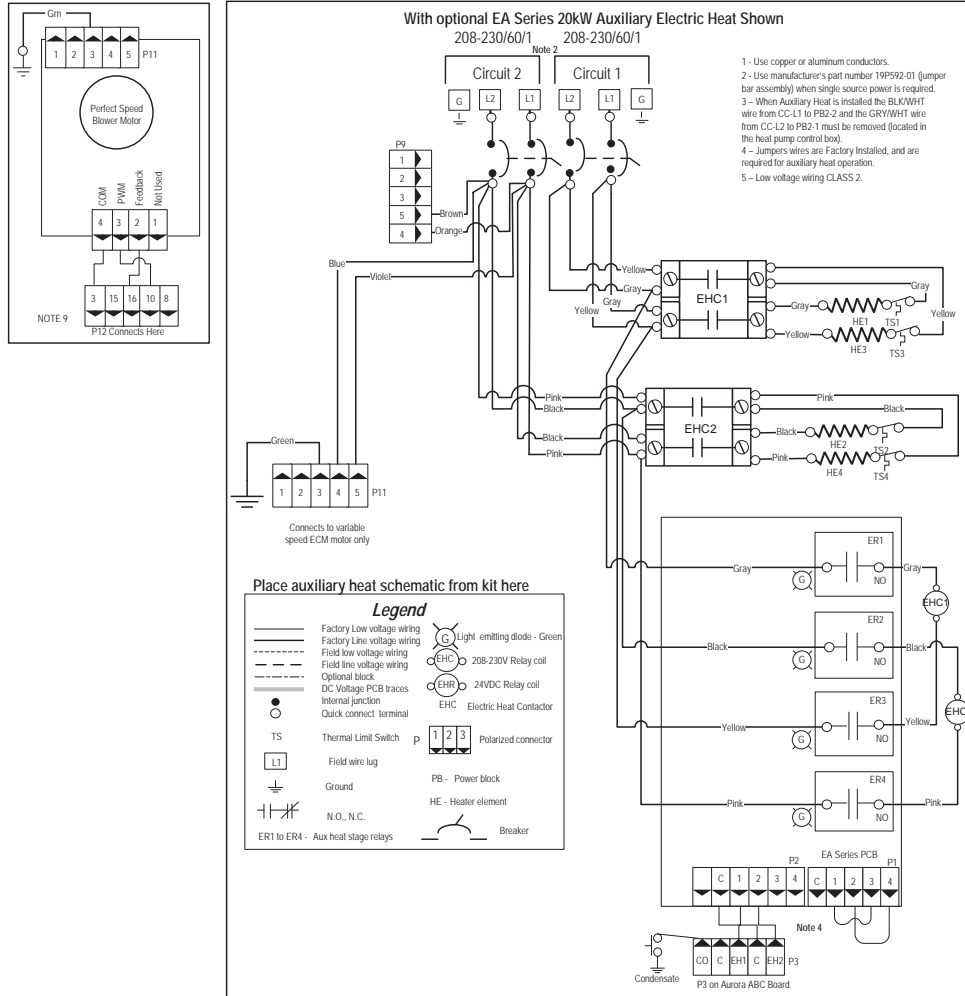 Grn
1 2 3 4 5 P11
Perfect Speed
Blower Motor
COM
PWM
Feedback
Not Used
4 3 2 1
3 15 16 10 8
NOTE 9
P12 Connects Here
With optional EA Series 20kW Auxiliary Electric Heat Shown
208-230/60/1 208-230/60/1
Note 2
Circuit 2 Circuit 1
G L2 L1 L2 L1 G
1 - Use copper or aluminum conductors.
2 - Use manufacturer's part number 19P592-01 (jumper
bar assembly) when single source power is required.
3 – When Auxiliary Heat is installed the BLK/WHT
wire from CC-L1 to PB2-2 and the GRY/WHT wire
from CC-L2 to PB2-1 must be removed (located in
the heat pump control box).
4 – Jumpers wires are Factory Installed, and are
required for auxiliary heat operation.
5 – Low voltage wiring CLASS 2.
P9
1
2
3
5
4
Brown
Orange
Blue
Violet
Yellow
Gray
Gray
Yellow
EHC1
Gray
Gray
HE1
TS1
Yellow
Yellow
HE3
TS3
Pink
Black
Black
Pink
EHC2
Pink
Black
Black
HE2
TS2
Pink
HE4
TS4
Green
1 2 3 4 5 P11
Connects to variable
speed ECM motor only
ER1
Gray
G
NO
Gray
EHC1
ER2
Black
G
NO
Black
EHC
ER3
Yellow
G
NO
Yellow
ER4
Pink
G
NO
Pink
EA Series PCB
P2
C 1 2 3 4
P1
C 1 2 3 4
Note 4
Condensate
CO C EH1 C EH2 P3
P3 on Aurora ABC Board
Place auxiliary heat schematic from kit here
Legend
Factory Low voltage wiring
Factory Line voltage wiring
Field low voltage wiring
Field line voltage wiring
Optional block
DC Voltage PCB traces
Internal junction
Quick connect terminal
TS Thermal Limit Switch
L1 Field wire lug
Ground
N.O., N.C.
ER1 to ER4 - Aux heat stage relays
G Light emitting diode - Green
EHC 208-230V Relay coil
EHR 24VDC Relay coil
EHC Electric Heat Contactor
P 1 2 3 Polarized connector
PB - Power block
HE - Heater element
Breaker